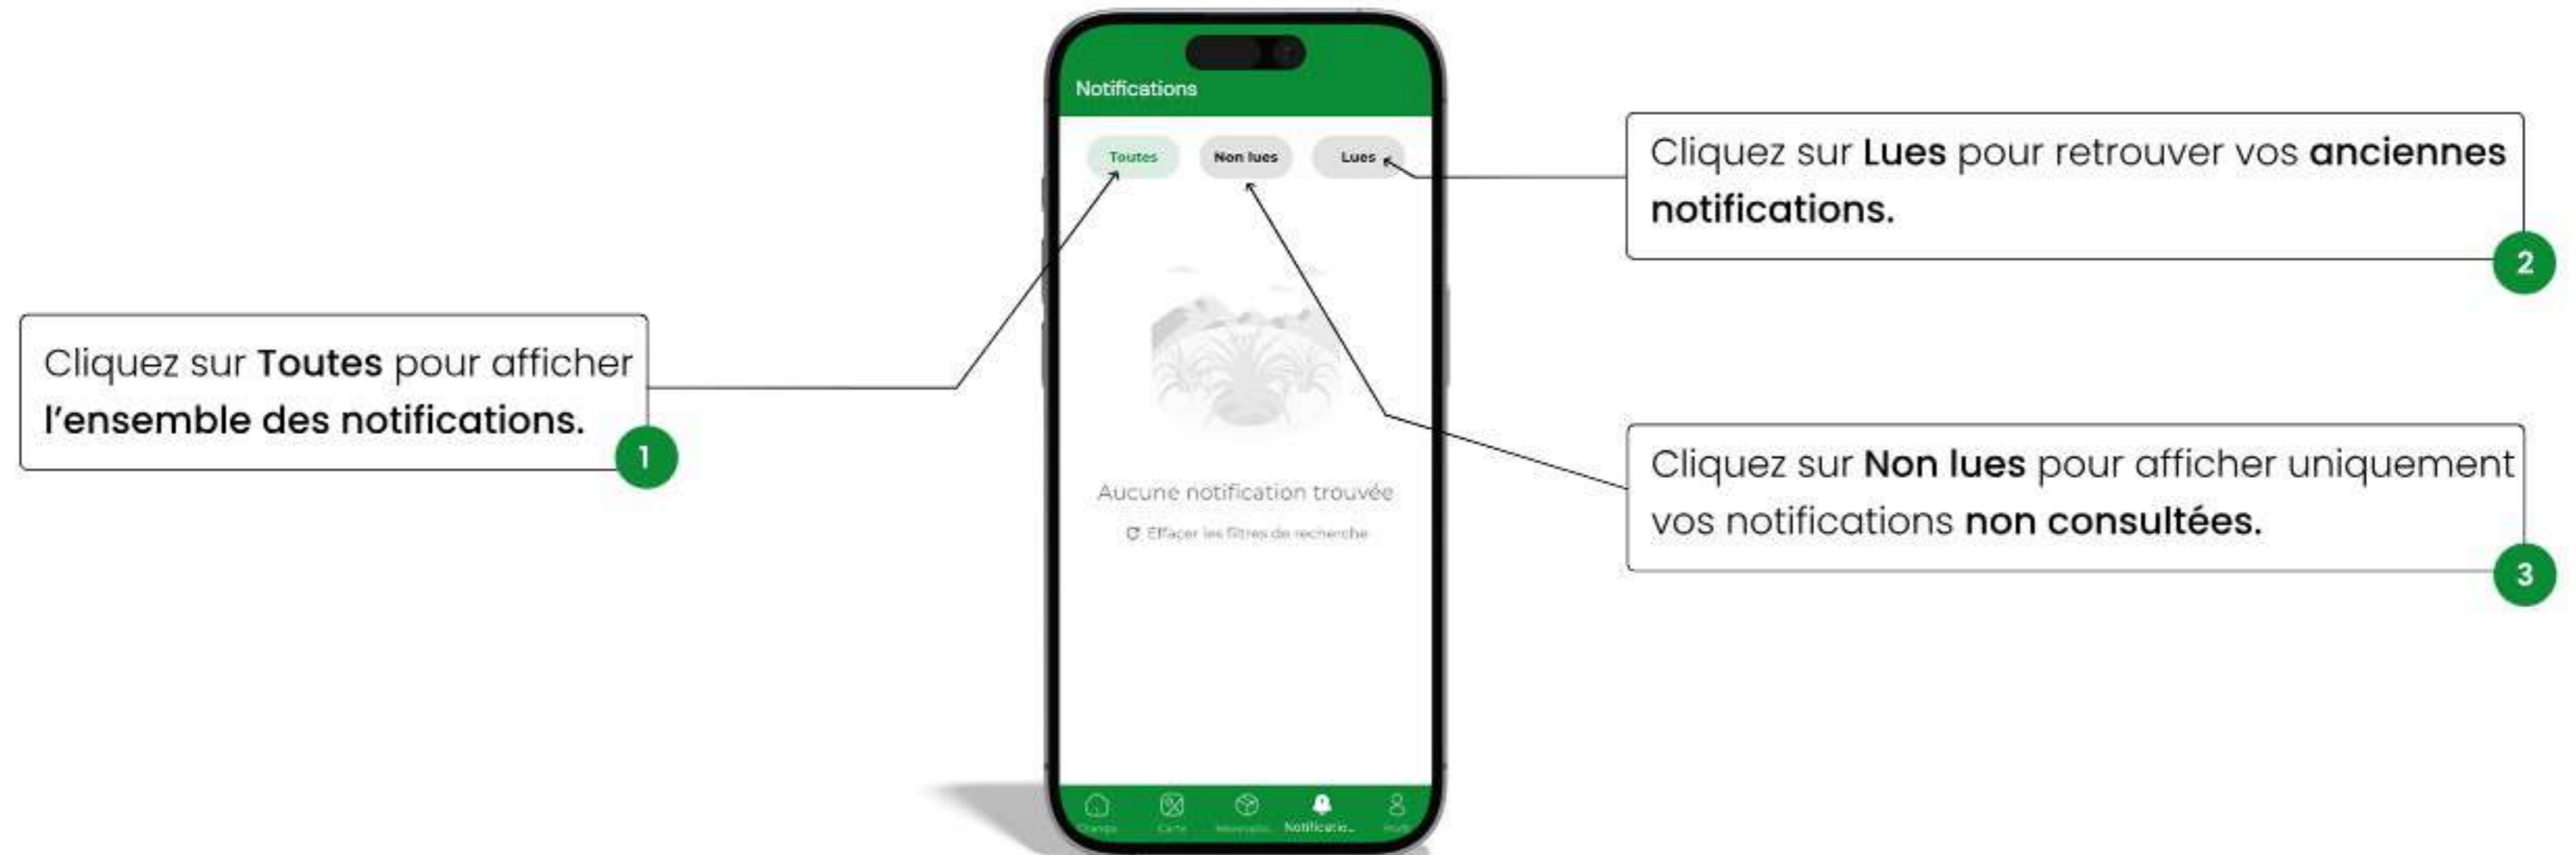 Notifications
Toutes
Non lues
Lues
Cliquez sur Lues pour retrouver vos anciennes
notifications.
2
Cliquez sur Toutes pour afficher
l'ensemble des notifications.
1
Cliquez sur Non lues pour afficher uniquement
vos notifications non consultées.
3
Aucune notification trouvée
Effacer les filtres de recherche
Carte
Notificatio...